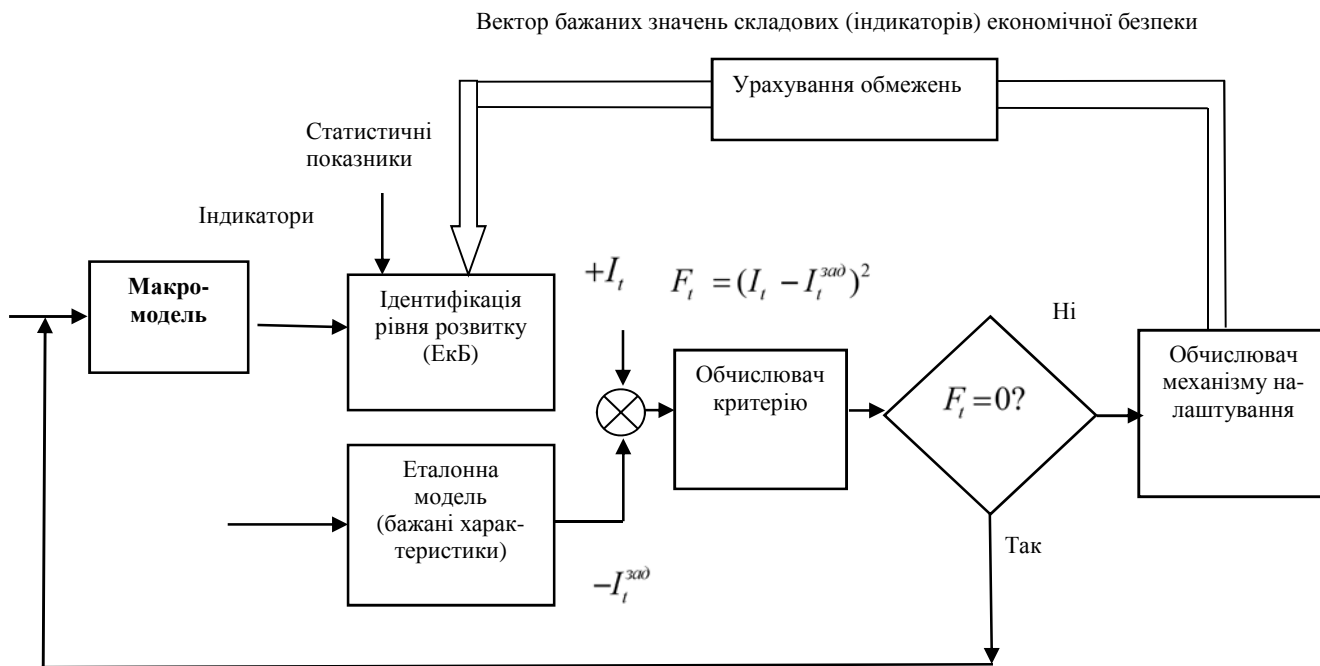 Вектор бажаних значень складових (індикаторів) економічної безпеки
Урахування обмежень
Статистичні
показники
Індикатори
Макро-
модель
Ідентифікація
рівня розвитку
(ЕкБ)
+I_t
F_t = (I_t − I_t^{зад})^2
Ні
Обчислювач
критерію
F_t = 0?
Обчислювач
механізму на-
лаштування
Еталонна
модель
(бажані харак-
теристики)
−I_t^{зад}
Так